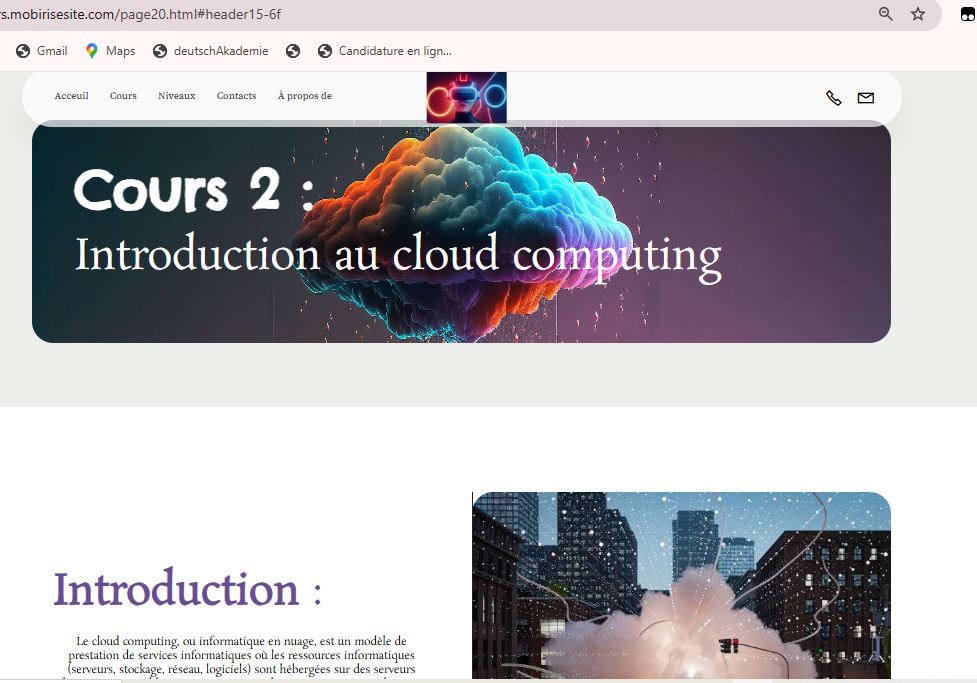 s.mobirisesite.com/page20.html#header15-6f
Gmail
Maps
deutschAkademie
Candidature en lign...
Acceuil
Cours
Niveaux
Contacts
À propos de
Cours 2 :
Introduction au cloud computing
Introduction :
Le cloud computing, ou informatique en nuage, est un modèle de
prestation de services informatiques où les ressources informatiques
(serveurs, stockage, réseau, logiciels) sont hébergées sur des serveurs